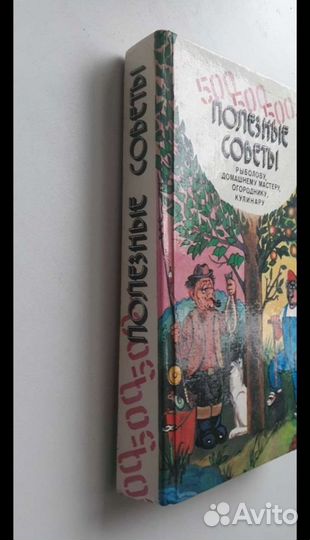 500 500 500
ПОЛЕЗНЫЕ
СОВЕТЫ
РЫБОЛОВУ,
ДОМАШНЕМУ МАСТЕРУ,
ОГОРОДНИКУ,
КУЛИНАРУ
500 500 500
ПОЛЕЗНЫЕ СОВЕТЫ
Avito